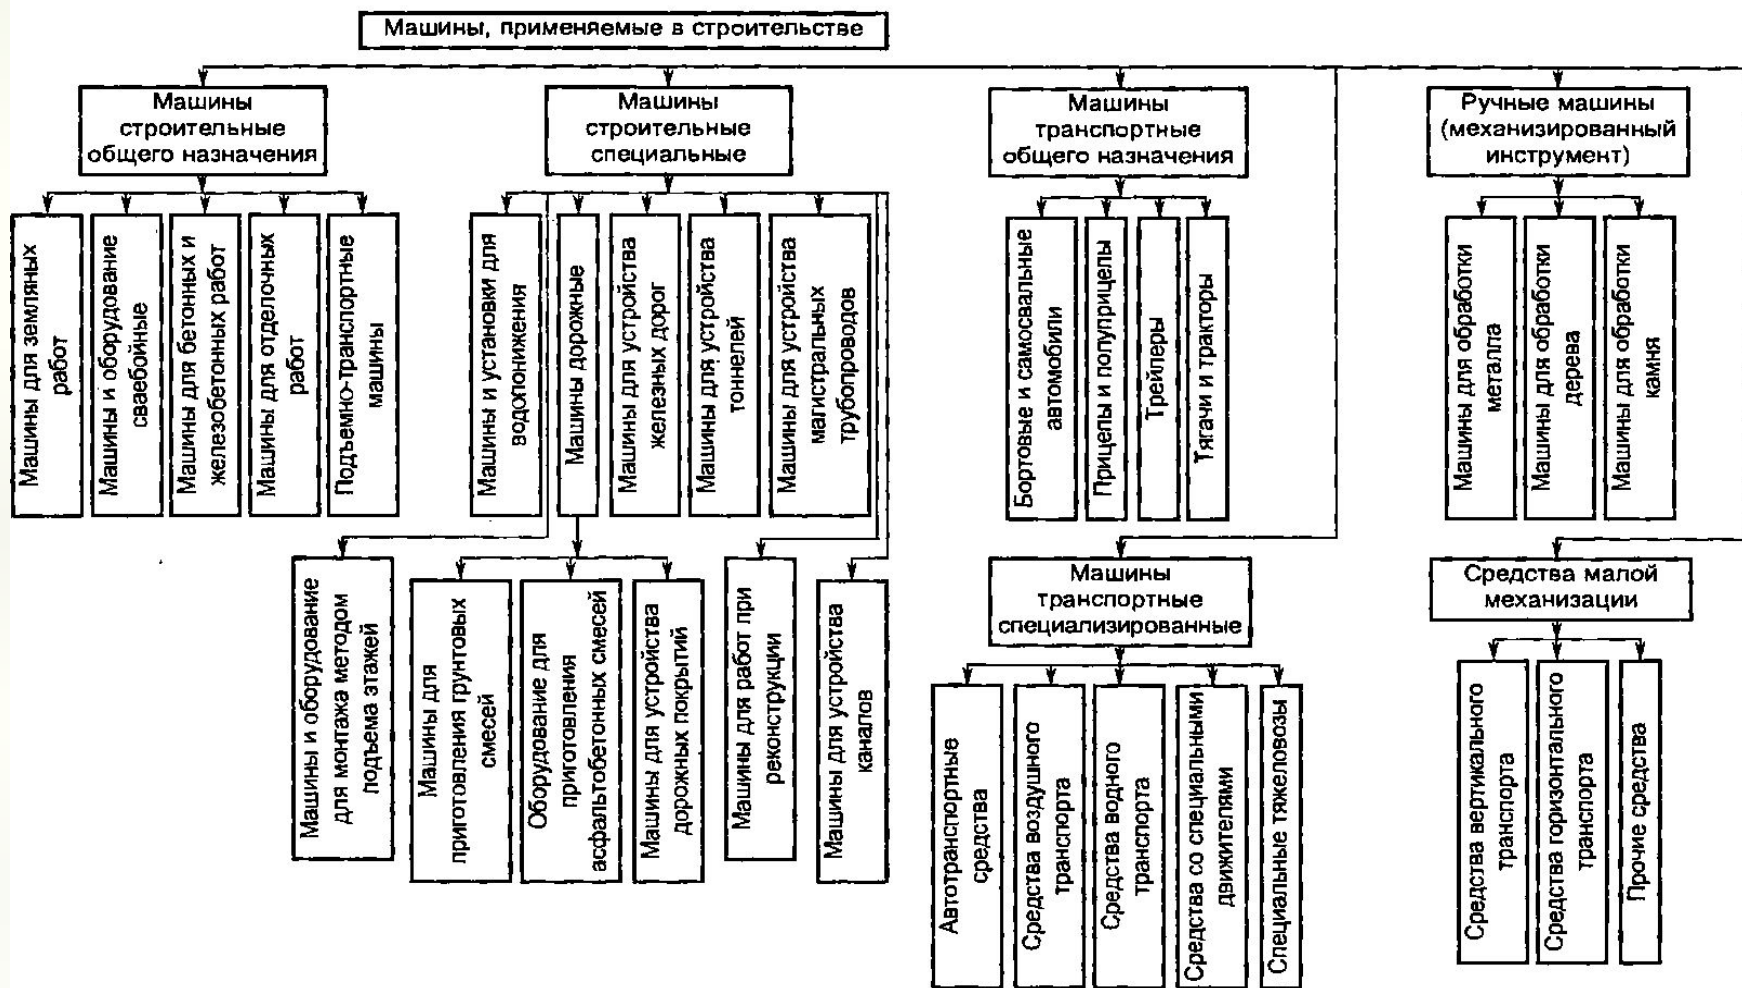 Машины, применяемые в строительстве
Машины
строительные
общего назначения
Машины
строительные
специальные
Машины
транспортные
общего назначения
Ручные машины
(механизированный
инструмент)
Машины для земляных
работ
Машины и оборудование
сваебойные
Машины для бетонных и
железобетонных работ
Машины для отделочных
работ
Подъемно-транспортные
машины
Машины и установки для
водопонижения
Машины дорожные
Машины для устройства
железных дорог
Машины для устройства
тоннелей
Машины для устройства
магистральных
трубопроводов
Бортовые и самосвальные
автомобили
Прицепы и полуприцепы
Трейлеры
Тягачи и тракторы
Машины для обработки
металла
Машины для обработки
дерева
Машины для обработки
камня
Машины и оборудование
для монтажа методом
подъема этажей
Машины для
приготовления грунтовых
смесей
Оборудование для
приготовления
асфальтобетонных смесей
Машины для устройства
дорожных покрытий
Машины для работ при
реконструкции
Машины для устройства
каналов
Машины
транспортные
специализированные
Средства малой
механизации
Автотранспортные
средства
Средства воздушного
транспорта
Средства водного
транспорта
Средства со специальными
движителями
Специальные тяжеловозы
Средства вертикального
транспорта
Средства горизонтального
транспорта
Прочие средства